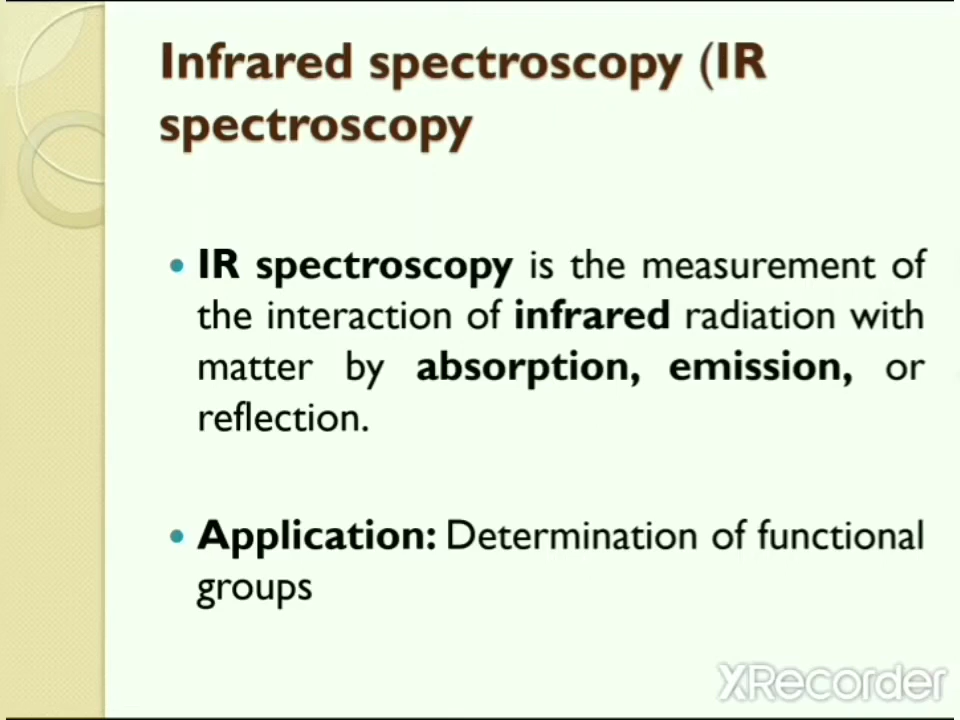 Infrared spectroscopy (IR
spectroscopy
• IR spectroscopy is the measurement of
the interaction of infrared radiation with
matter by absorption, emission, or
reflection.
• Application: Determination of functional
groups
XRecorder